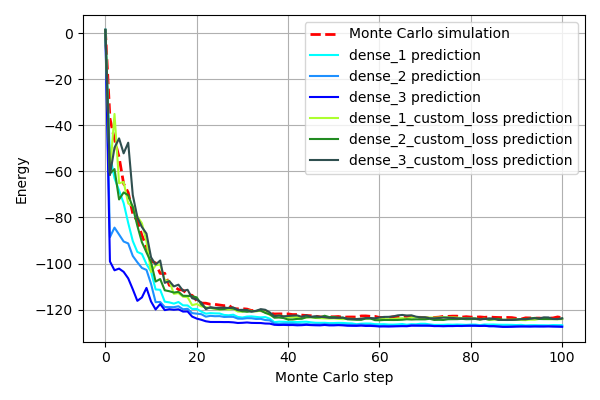 0
−20
−40
−60
−80
−100
−120
Energy
Monte Carlo simulation
dense_1 prediction
dense_2 prediction
dense_3 prediction
dense_1_custom_loss prediction
dense_2_custom_loss prediction
dense_3_custom_loss prediction
0 20 40 60 80 100
Monte Carlo step